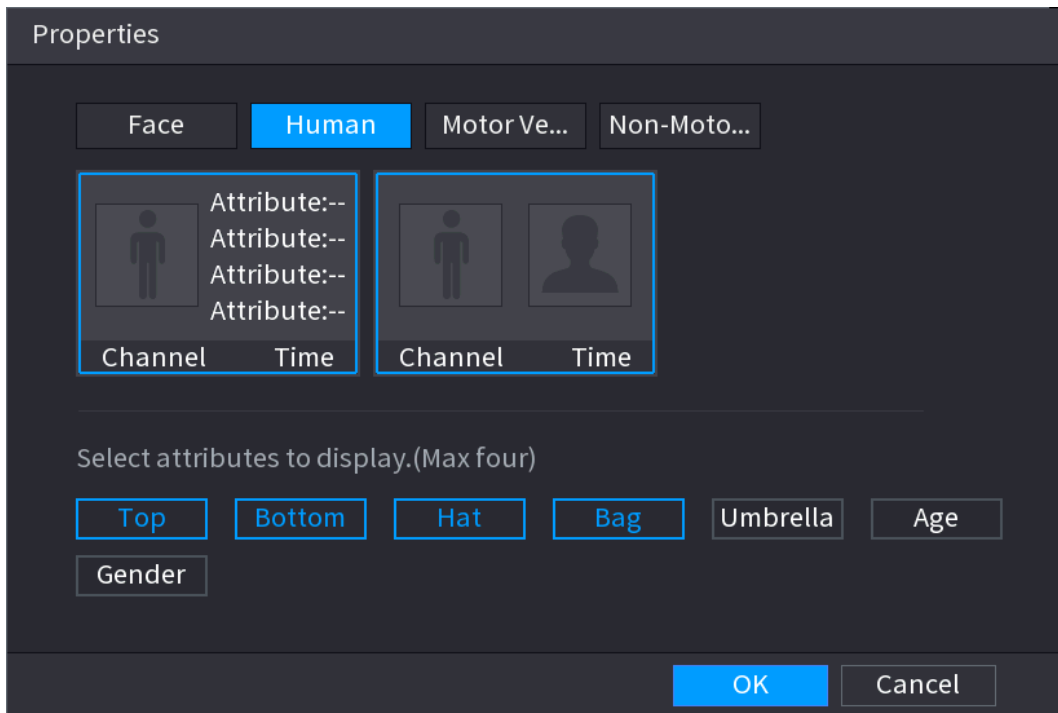 Properties
Face Human Motor Ve... Non-Moto...
Attribute:--
Attribute:--
Attribute:--
Attribute:--
Channel Time Channel Time
Select attributes to display.(Max four)
Top Bottom Hat Bag Umbrella Age
Gender
OK Cancel